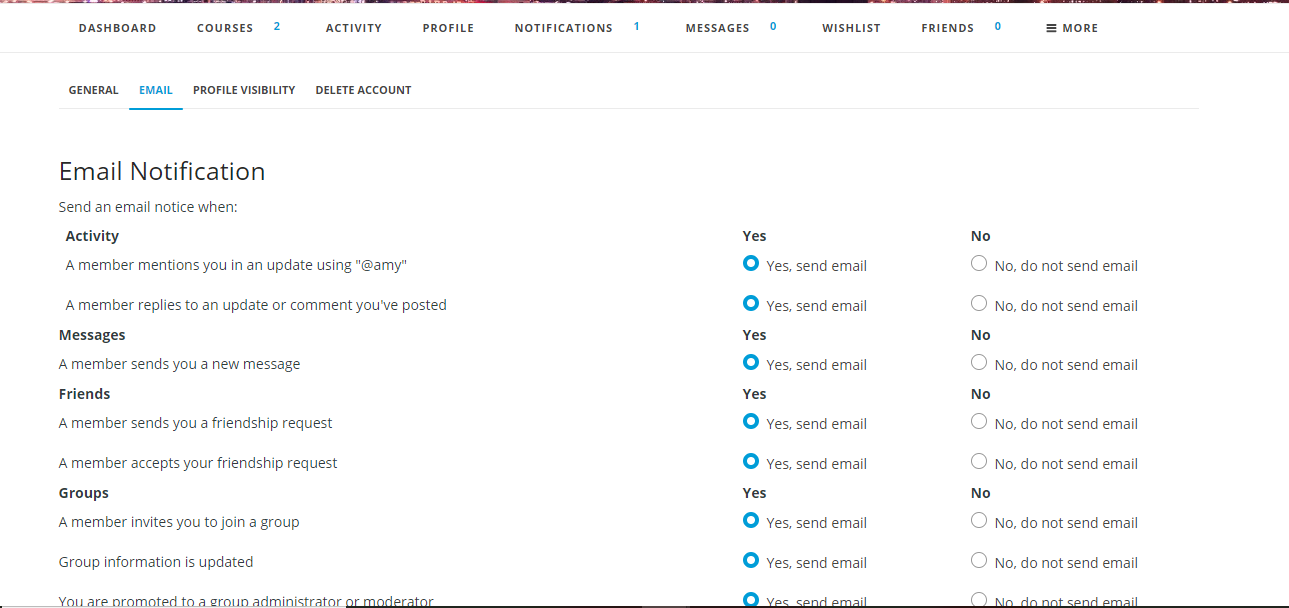 DASHBOARD COURSES 2 ACTIVITY PROFILE NOTIFICATIONS 1 MESSAGES 0 WISHLIST FRIENDS 0 MORE
GENERAL EMAIL PROFILE VISIBILITY DELETE ACCOUNT
Email Notification
Send an email notice when:
Activity Yes No
A member mentions you in an update using "@amy" Yes, send email No, do not send email
A member replies to an update or comment you've posted Yes, send email No, do not send email
Messages Yes No
A member sends you a new message Yes, send email No, do not send email
Friends Yes No
A member sends you a friendship request Yes, send email No, do not send email
A member accepts your friendship request Yes, send email No, do not send email
Groups Yes No
A member invites you to join a group Yes, send email No, do not send email
Group information is updated Yes, send email No, do not send email
You are promoted to a group administrator or moderator Yes, send email No, do not send email